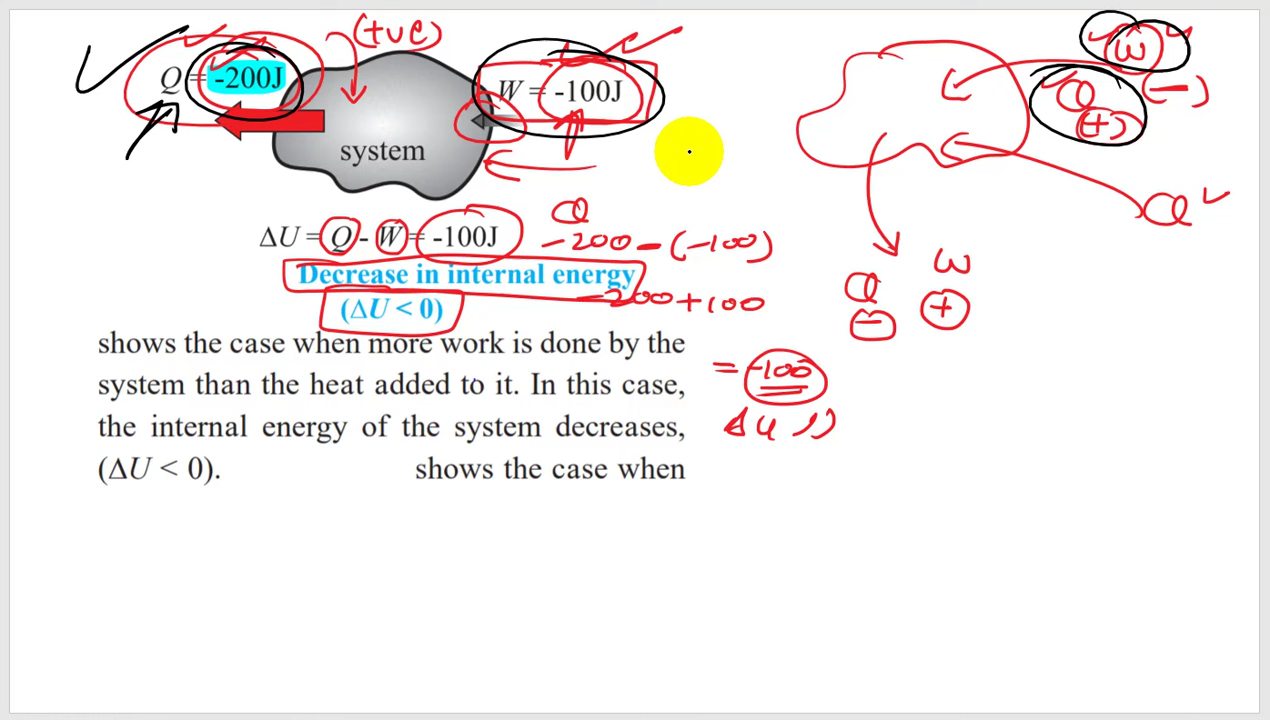 (+ve)
Q = -200J
W = -100J
W
(-)
Q
(+)
system
Q
ΔU = Q - W = -100J
Q
-200 - (-100)
Decrease in internal energy
-200+100
(ΔU < 0)
Q
-
W
+
shows the case when more work is done by the
system than the heat added to it. In this case,
the internal energy of the system decreases,
(ΔU < 0). shows the case when
= -100
ΔU